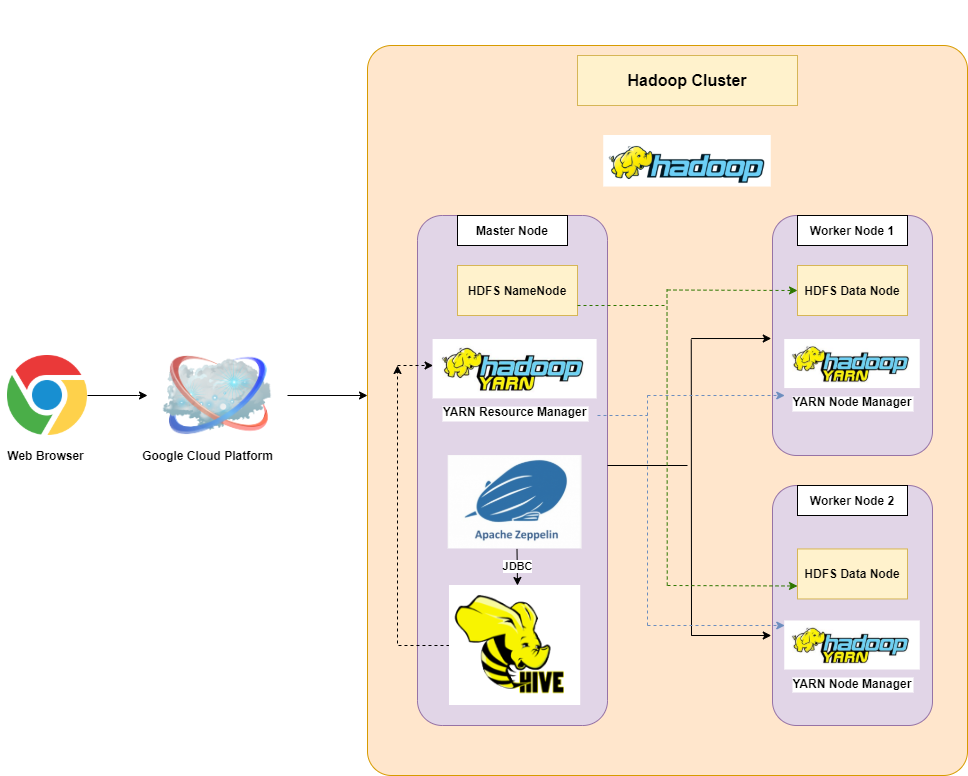 Hadoop Cluster
hadoop
Master Node
HDFS NameNode
hadoop
YARN
YARN Resource Manager
Apache Zeppelin
JDBC
HIVE
Worker Node 1
HDFS Data Node
hadoop
YARN
YARN Node Manager
Worker Node 2
HDFS Data Node
hadoop
YARN
YARN Node Manager
Web Browser
Google Cloud Platform